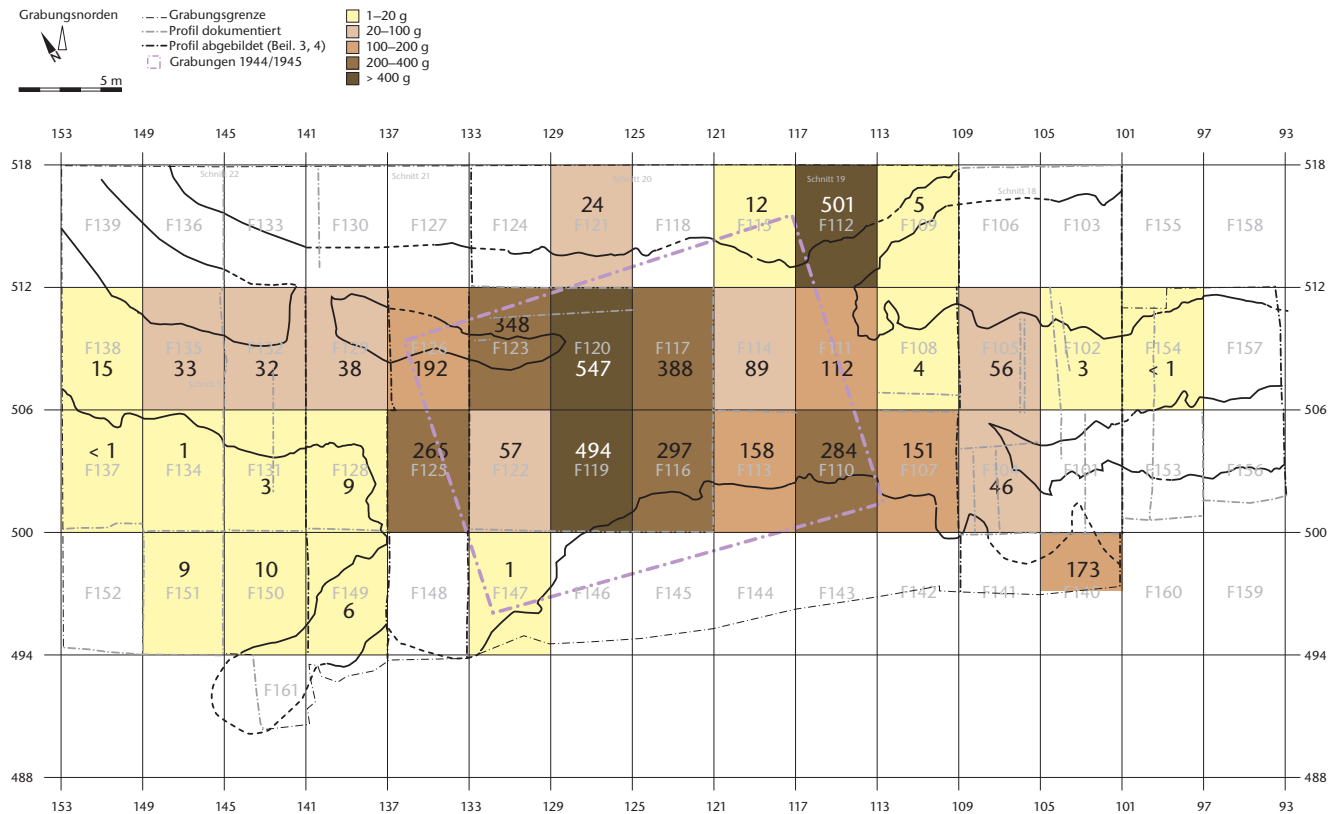 Grabungsnorden
5 m
Grabungsgrenze
Profil dokumentiert
Profil abgebildet (Beil. 3, 4)
Grabungen 1944/1945
1–20 g
20–100 g
100–200 g
200–400 g
> 400 g
153 149 145 141 137 133 129 125 121 117 113 109 105 101 97 93
518 518
Schnitt 22 Schnitt 21 Schnitt 20 Schnitt 19 Schnitt 18
24 12 501 5
F139 F136 F133 F130 F127 F124 F121 F118 F115 F112 F109 F106 F103 F155 F158
512 512
348
F138 F135 F132 F129 F126 F123 F120 F117 F114 F111 F108 F105 F102 F154 F157
15 33 32 38 192 547 388 89 112 4 56 3 < 1
506 506
< 1 1 265 57 494 297 158 284 151
F137 F134 F131 F128 F125 F122 F119 F116 F113 F110 F107 F104 F101 F153 F156
3 9 46
500 500
9 10 1 173
F152 F151 F150 F149 F148 F147 F146 F145 F144 F143 F142 F141 F140 F160 F159
6
494 494
F161
488 488
153 149 145 141 137 133 129 125 121 117 113 109 105 101 97 93